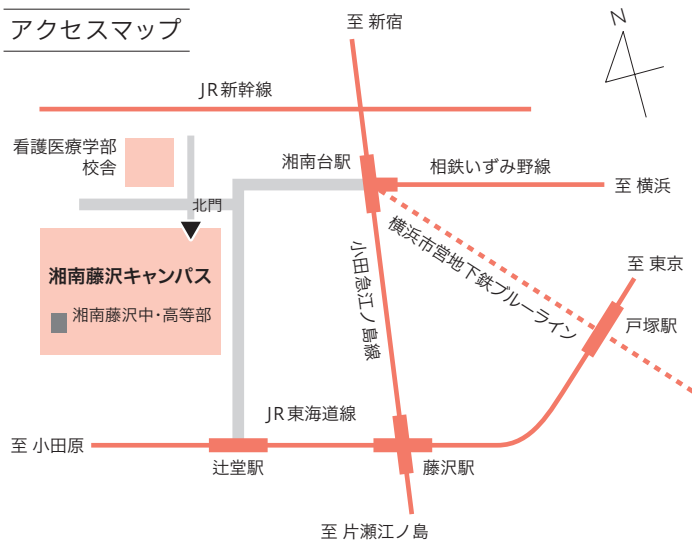 アクセスマップ
至 新宿
N
JR新幹線
看護医療学部
校舎
湘南台駅
相鉄いずみ野線
至 横浜
北門
横浜市営地下鉄ブルーライン
小田急江ノ島線
至 東京
湘南藤沢キャンパス
湘南藤沢中・高等部
戸塚駅
JR東海道線
至 小田原
辻堂駅
藤沢駅
至 片瀬江ノ島